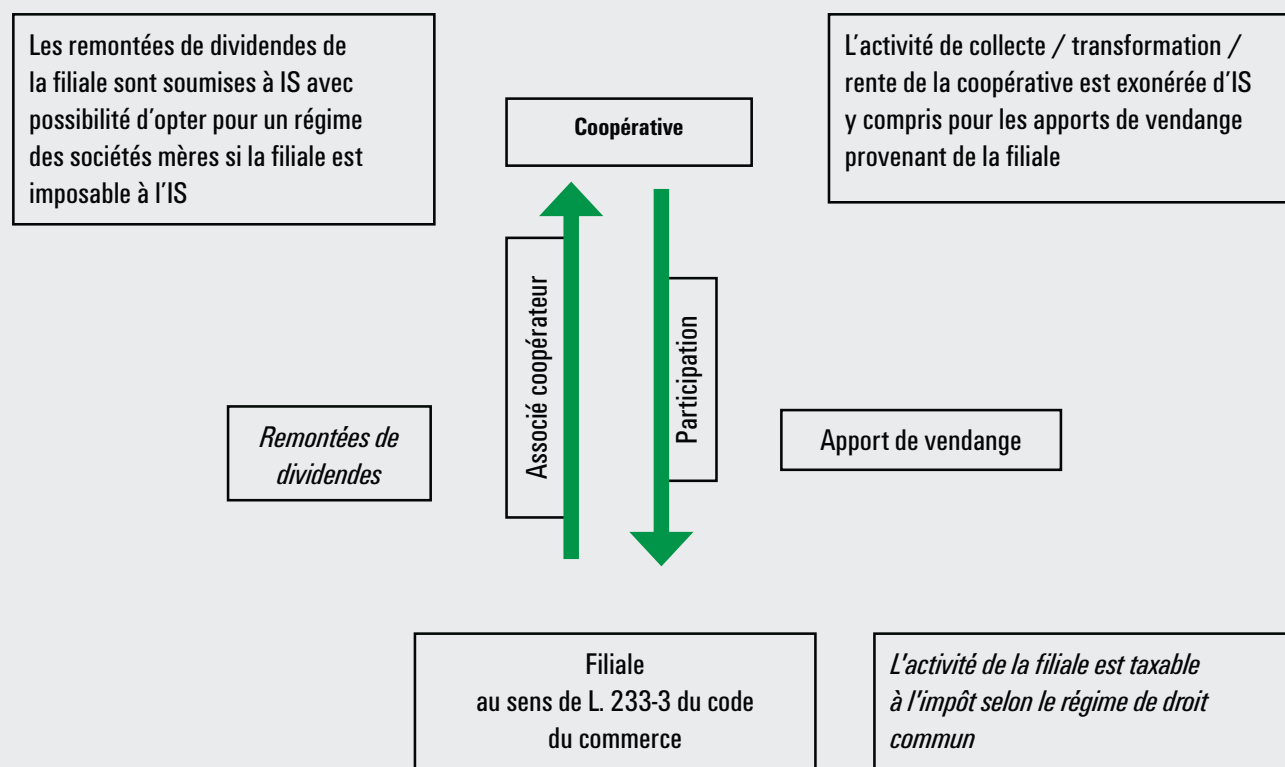 Les remontées de dividendes de
la filiale sont soumises à IS avec
possibilité d'opter pour un régime
des sociétés mères si la filiale est
imposable à l'IS
L'activité de collecte / transformation /
rente de la coopérative est exonérée d'IS
y compris pour les apports de vendange
provenant de la filiale
Coopérative
Associé coopérateur
Participation
Remontées de
dividendes
Apport de vendange
Filiale
au sens de L. 233-3 du code
du commerce
L'activité de la filiale est taxable
à l'impôt selon le régime de droit
commun